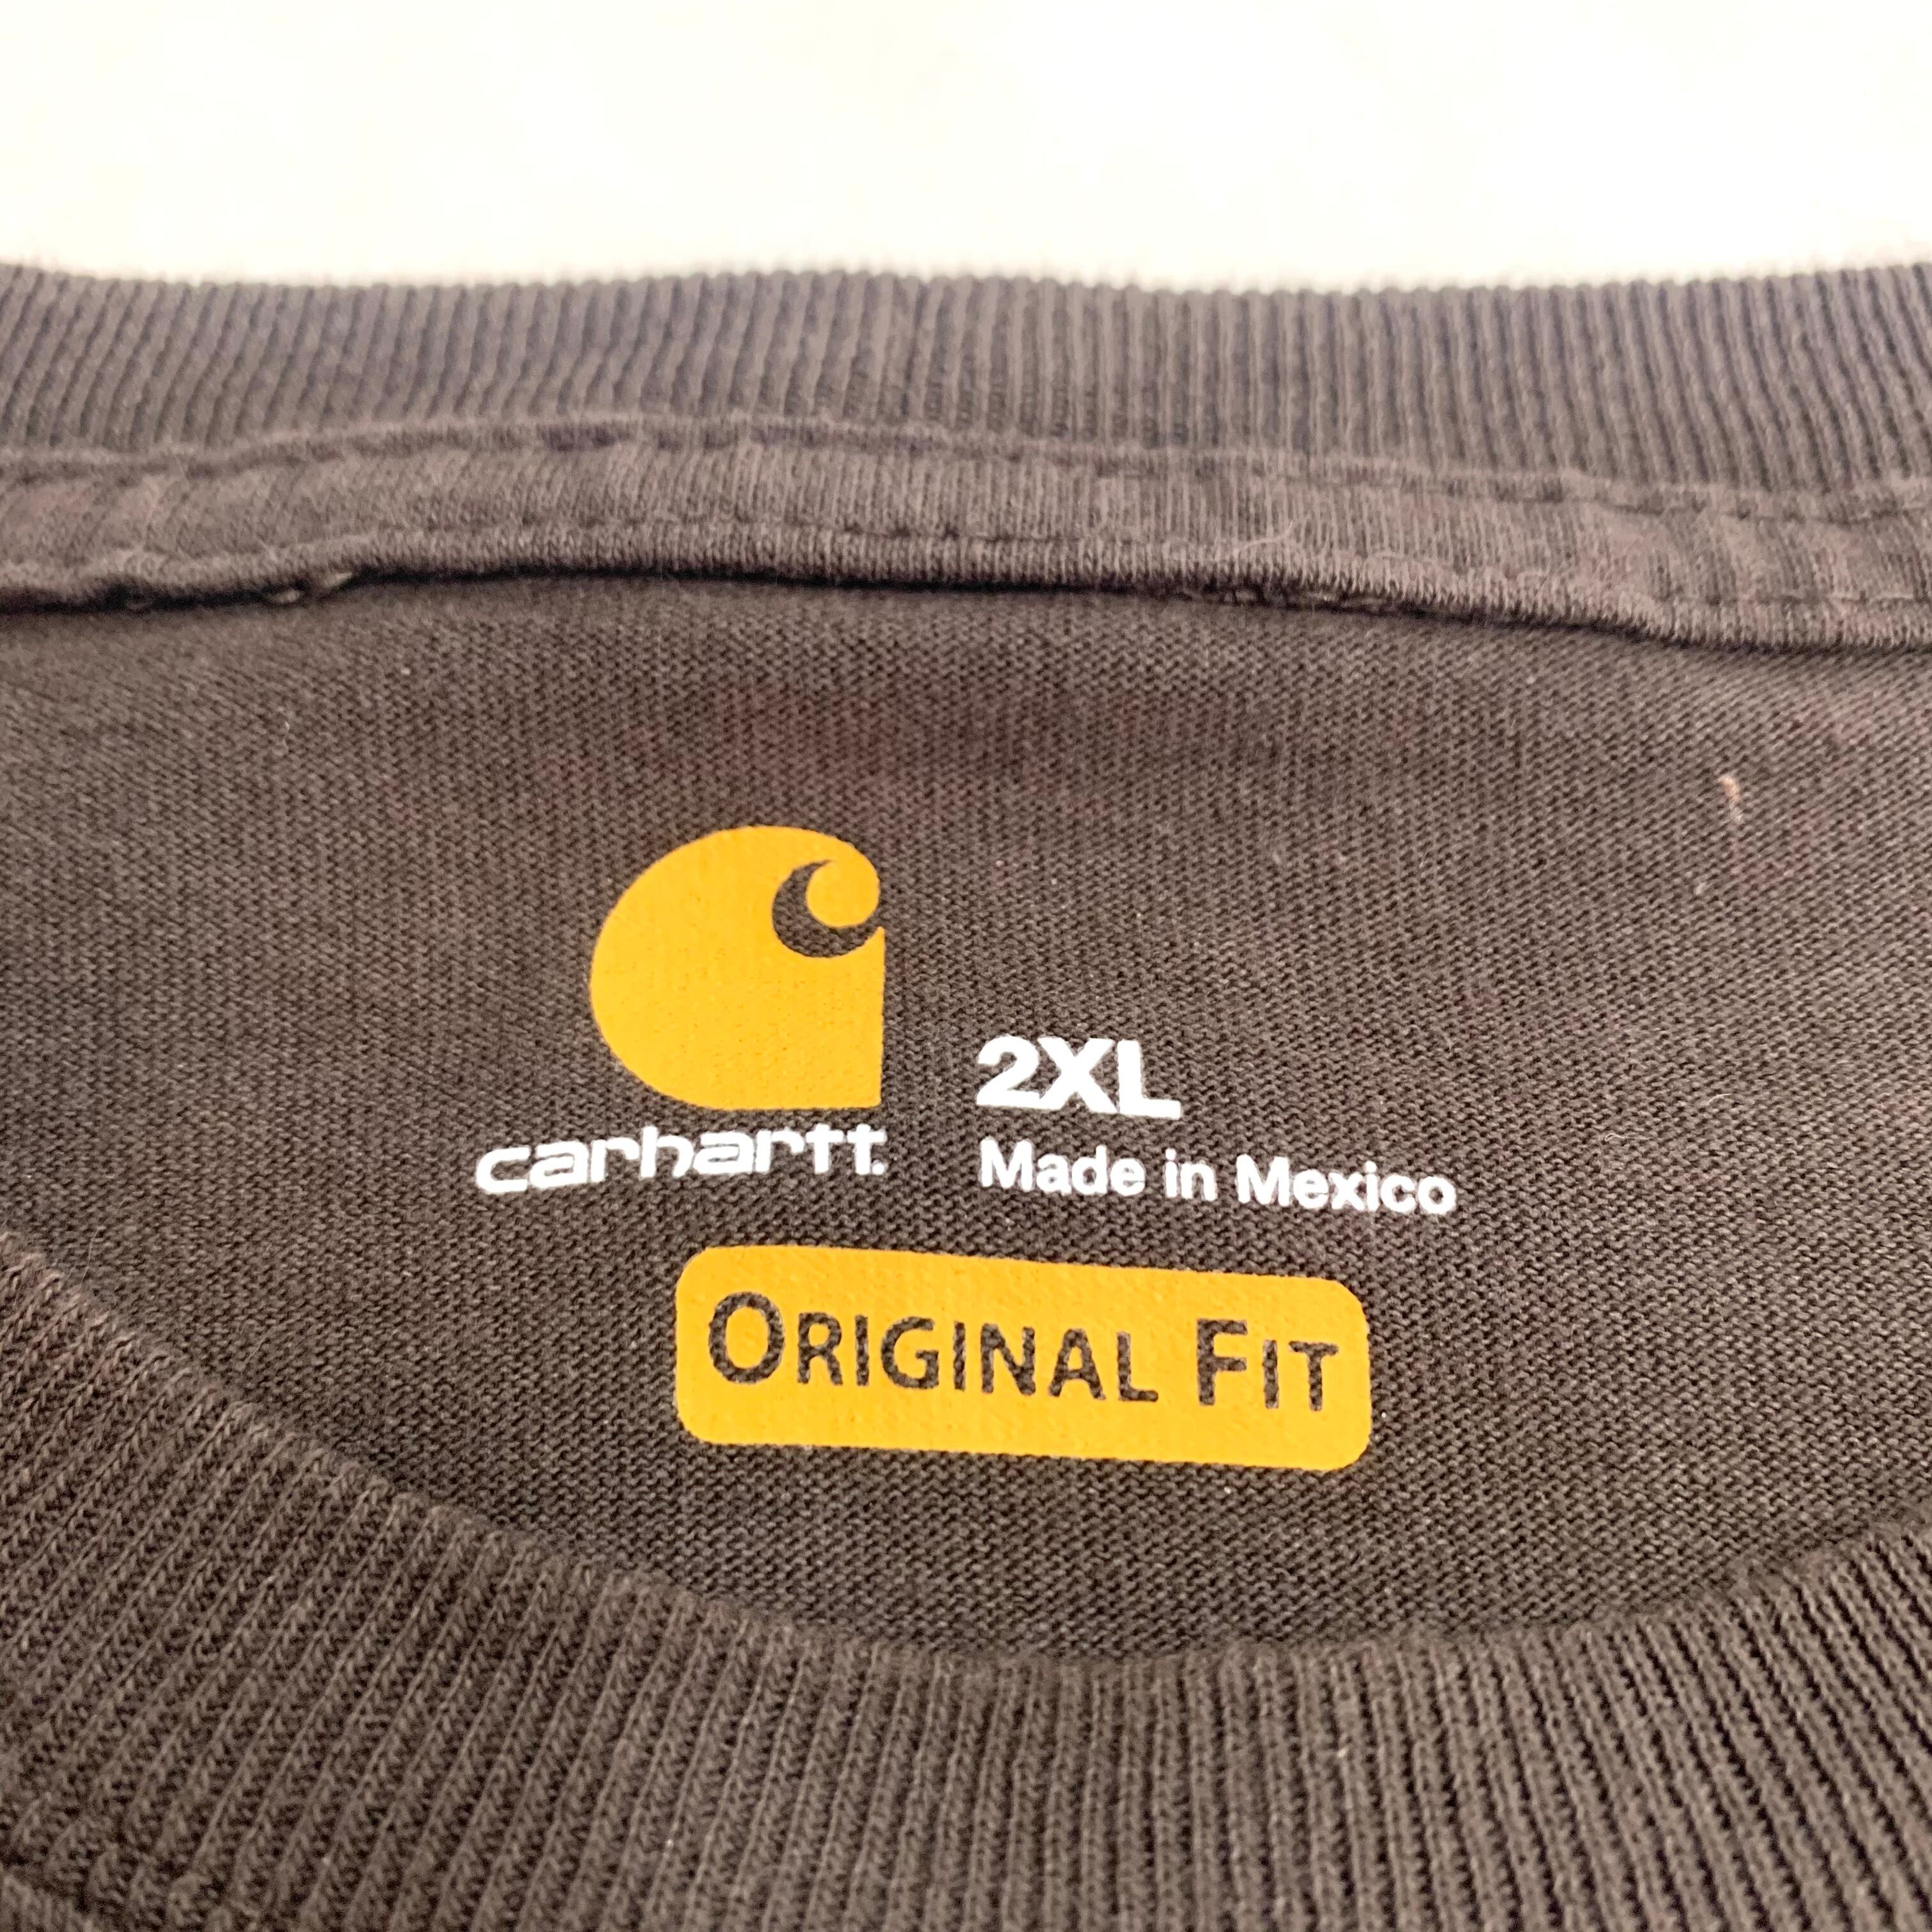 carhartt.
2XL
Made in Mexico
ORIGINAL FIT